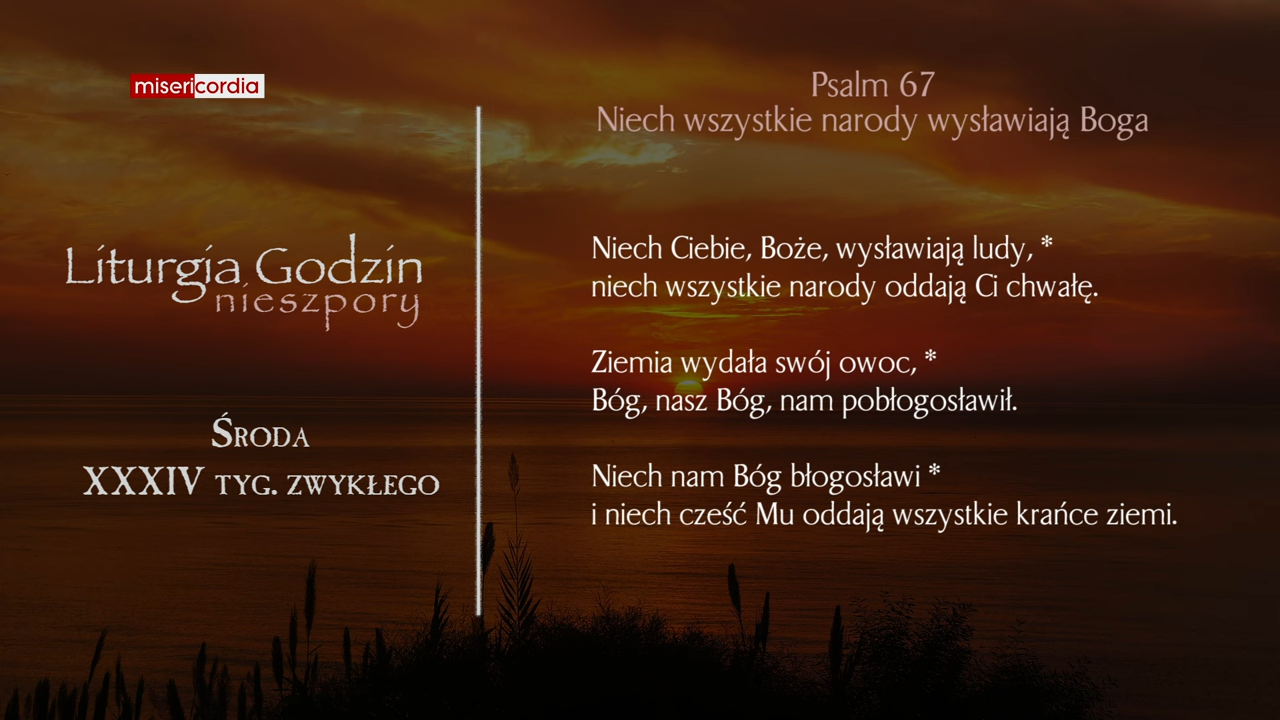 misericordia
Liturgia Godzin
nieszpory
Środa
XXXIV tyg. zwykłego
Psalm 67
Niech wszystkie narody wysławiają Boga
Niech Ciebie, Boże, wysławiają ludy, *
niech wszystkie narody oddają Ci chwałę.
Ziemia wydała swój owoc, *
Bóg, nasz Bóg, nam pobłogosławił.
Niech nam Bóg błogosławi *
i niech cześć Mu oddają wszystkie krańce ziemi.